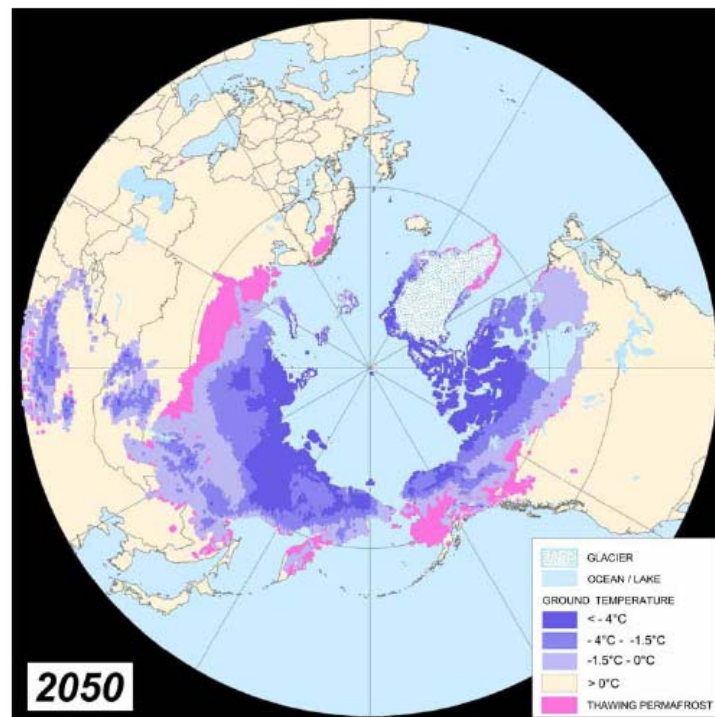 GLACIER
OCEAN / LAKE
GROUND TEMPERATURE
< - 4°C
- 4°C - -1.5°C
-1.5°C - 0°C
> 0°C
THAWING PERMAFROST
2050